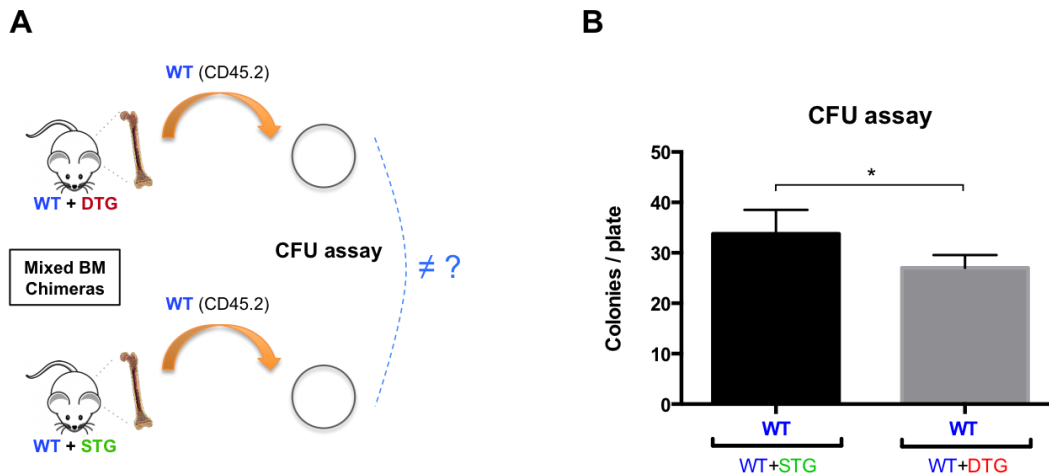 A
WT (CD45.2)
WT + DTG
Mixed BM
Chimeras
CFU assay
≠ ?
WT (CD45.2)
WT + STG
B
CFU assay
*
Colonies / plate
50
40
30
20
10
0
WT
WT
WT+STG
WT+DTG